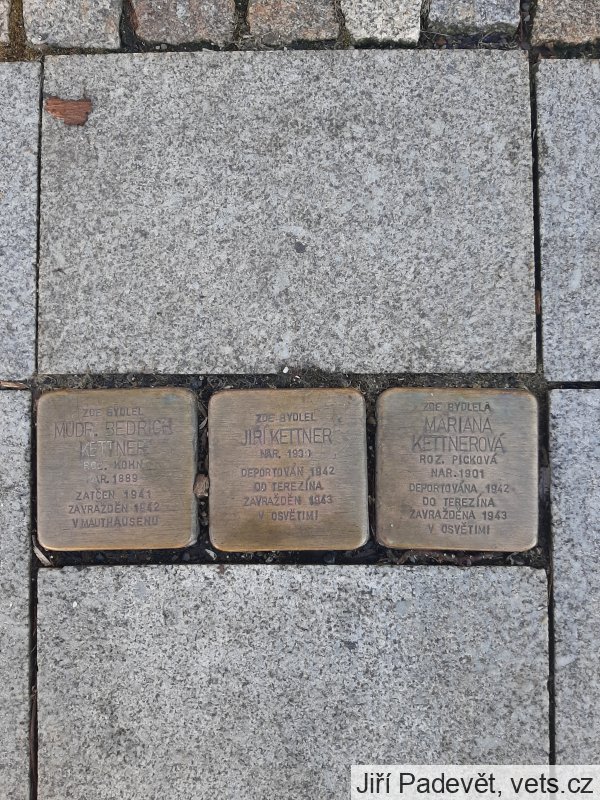 ZDE BYDLEL
MUDR. BEDŘICH
KETTNER
ROZ. KOHN
NAR. 1889
ZATČEN 1941
ZAVRAŽDĚN 1942
V MAUTHAUSENU
ZDE BYDLEL
JIŘÍ KETTNER
NAR.
DEPORTOVÁN 1942
DO TEREZÍNA
ZAVRAŽDĚN 1943
V OSVĚTIMI
ZDE BYDLELA
MARIANA
KETTNEROVÁ
ROZ. PICKOVÁ
NAR. 1901
DEPORTOVÁNA 1942
DO TEREZÍNA
ZAVRAŽDĚNA 1943
V OSVĚTIMI
Jiří Padevět, vets.cz